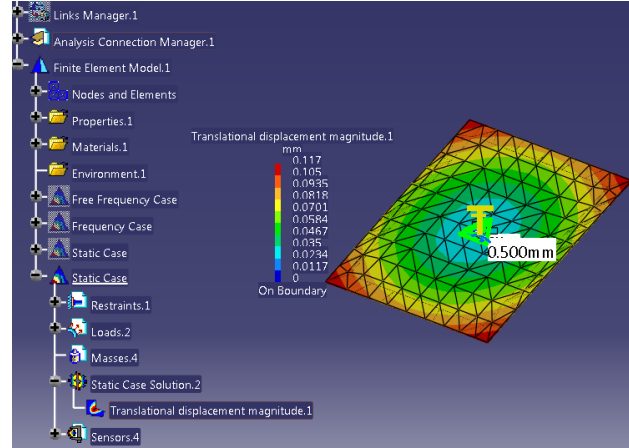 Links Manager.1
Analysis Connection Manager.1
Finite Element Model.1
Nodes and Elements
Properties.1
Materials.1
Environment.1
Free Frequency Case
Frequency Case
Static Case
Static Case
Restraints.1
Loads.2
Masses.4
Static Case Solution.2
Translational displacement magnitude.1
Sensors.4
Translational displacement magnitude.1
mm
0.117
0.105
0.0935
0.0818
0.0701
0.0584
0.0467
0.035
0.0234
0.0117
0
On Boundary
0.500mm